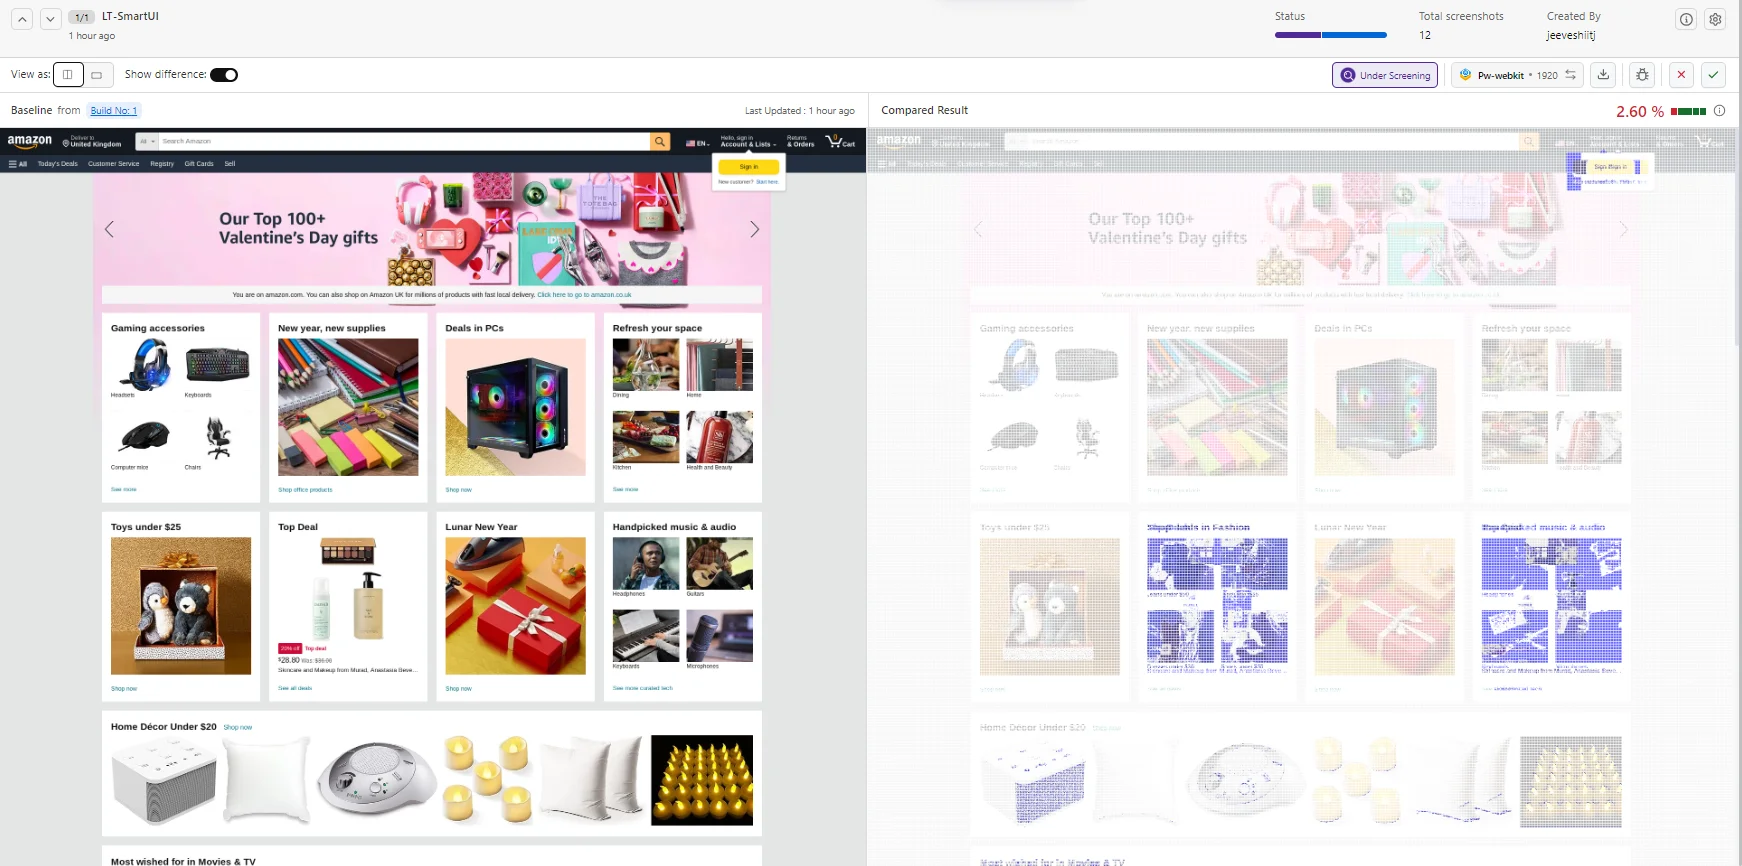 1/1 LT-SmartUI
1 hour ago
Status
Total screenshots
12
Created By
jeeveshiitj
View as:
Show difference:
Under Screening
Pw-webkit • 1920
Baseline from Build No: 1
Last Updated : 1 hour ago
Compared Result
2.60 %
amazon
Deliver to
United Kingdom
All
Search Amazon
EN
Hello, sign in
Account & Lists
Returns
& Orders
0
Cart
All Today's Deals Customer Service Registry Gift Cards Sell
Sign in
New customer? Start here.
Our Top 100+
Valentine's Day gifts
THE
TOTE BAG
You are on amazon.com. You can also shop on Amazon UK for millions of products with fast local delivery. Click here to go to amazon.co.uk
Gaming accessories
Headsets
Keyboards
Computer mice
Chairs
See more
New year, new supplies
Shop office products
Deals in PCs
Shop now
Refresh your space
Dining
Home
Kitchen
Health and Beauty
See more
Toys under $25
Shop now
Top Deal
20% off Top deal
$28.80 Was: $36.00
Skincare and Makeup from Murad, Anastasia Beve...
See all deals
Lunar New Year
Shop now
Handpicked music & audio
Headphones
Guitars
Keyboards
Microphones
See more curated tech
Home Décor Under $20 Shop now
Most wished for in Movies & TV
amazon
Our Top 100+
Valentine's Day gifts
Gaming accessories
New year, new supplies
Deals in PCs
Refresh your space
Toys under $25
Lunar New Year
Home Décor Under $20 Shop now
Most wished for in Movies & TV